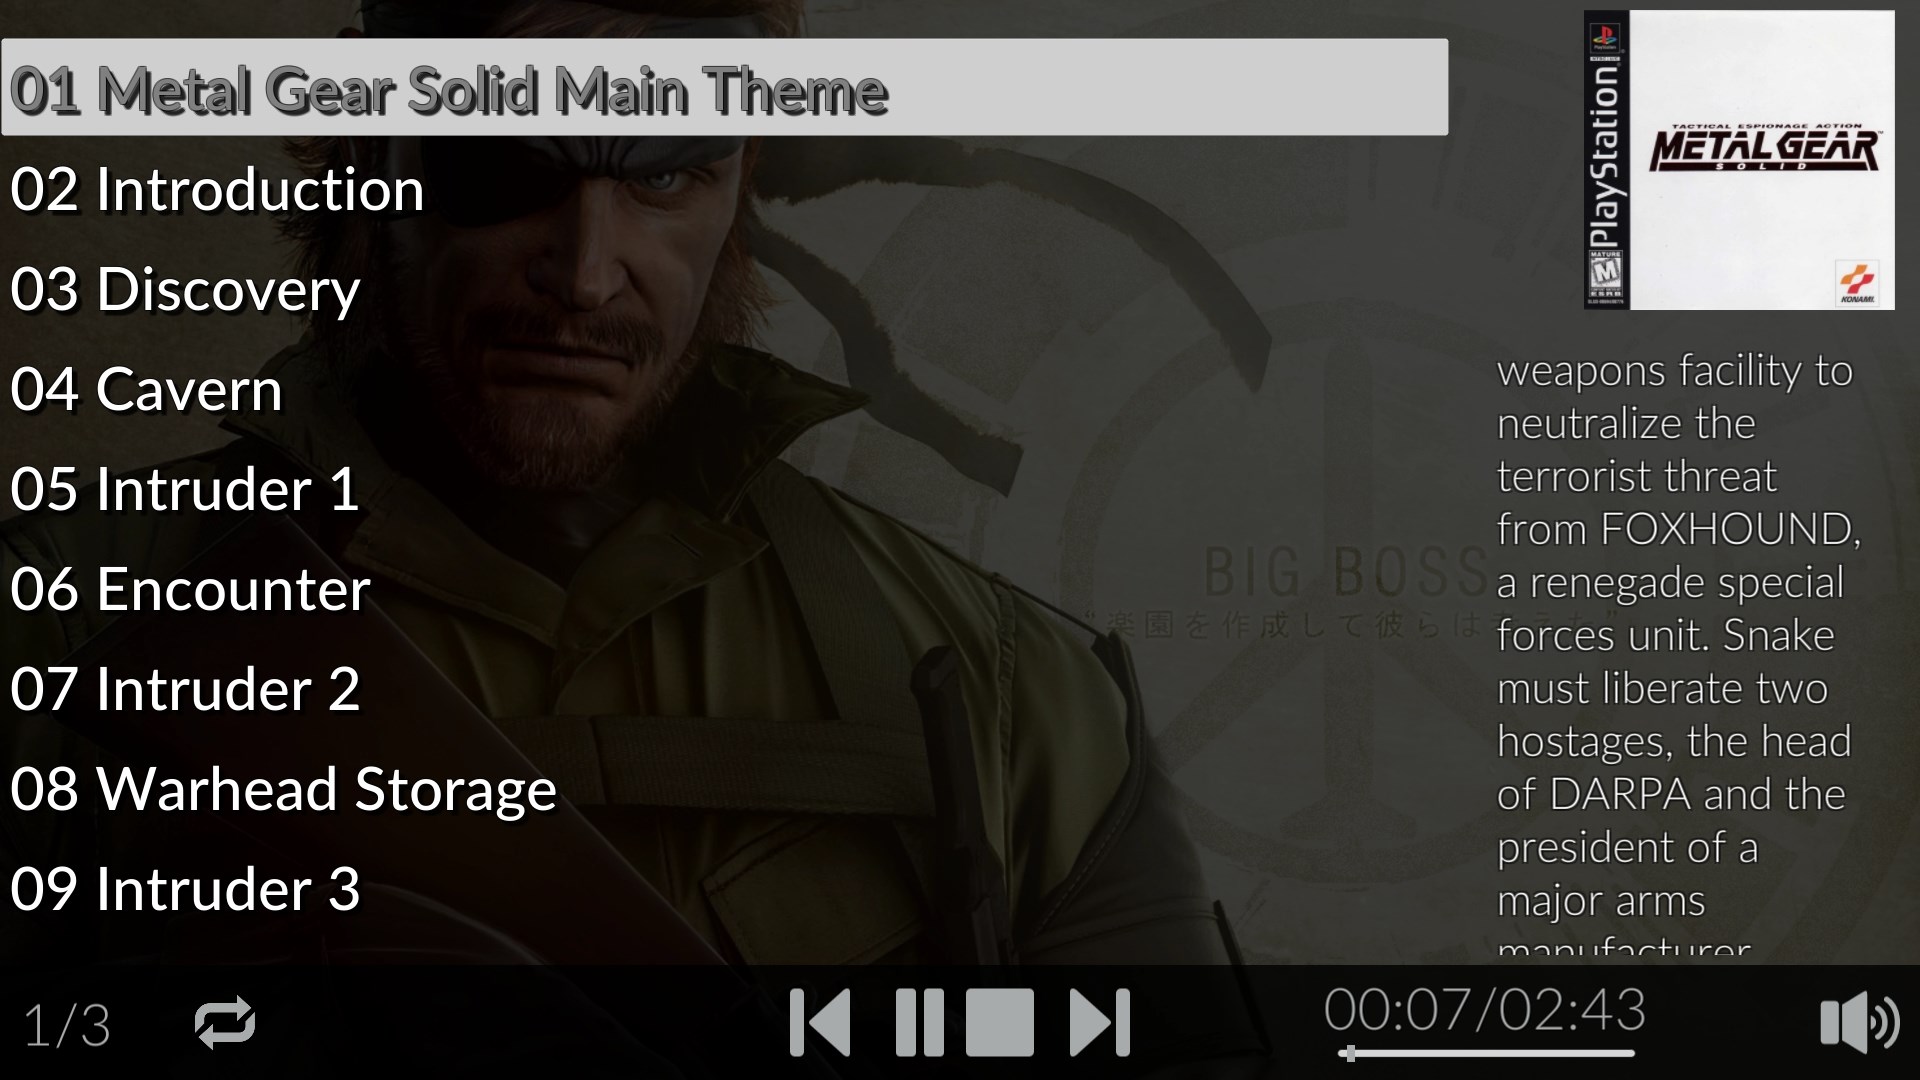 01 Metal Gear Solid Main Theme
02 Introduction
03 Discovery
04 Cavern
05 Intruder 1
06 Encounter
07 Intruder 2
08 Warhead Storage
09 Intruder 3
PlayStation
MATURE
M
TACTICAL ESPIONAGE ACTION
METAL GEAR
SOLID
KONAMI
weapons facility to
neutralize the
terrorist threat
from FOXHOUND,
a renegade special
forces unit. Snake
must liberate two
hostages, the head
of DARPA and the
president of a
major arms
manufacturer
BIG BOSS
“楽園を作成して彼らは
1/3
00:07/02:43